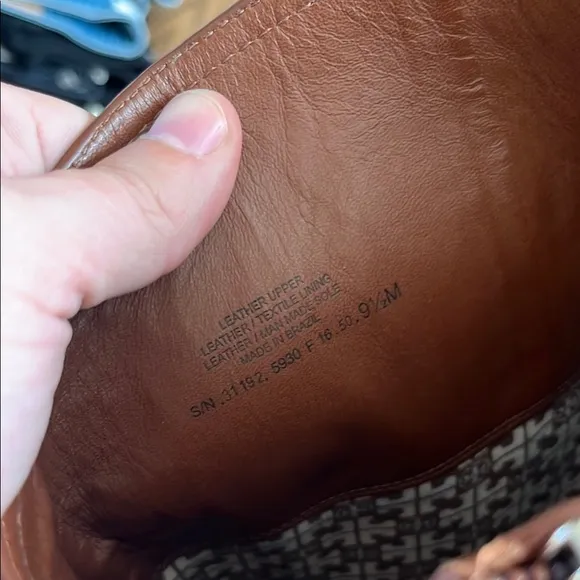 LEATHER UPPER
LEATHER / TEXTILE LINING
LEATHER / MAN MADE SOLE
MADE IN BRAZIL
S/N .31192. 5930 F 16. 50. 9½M